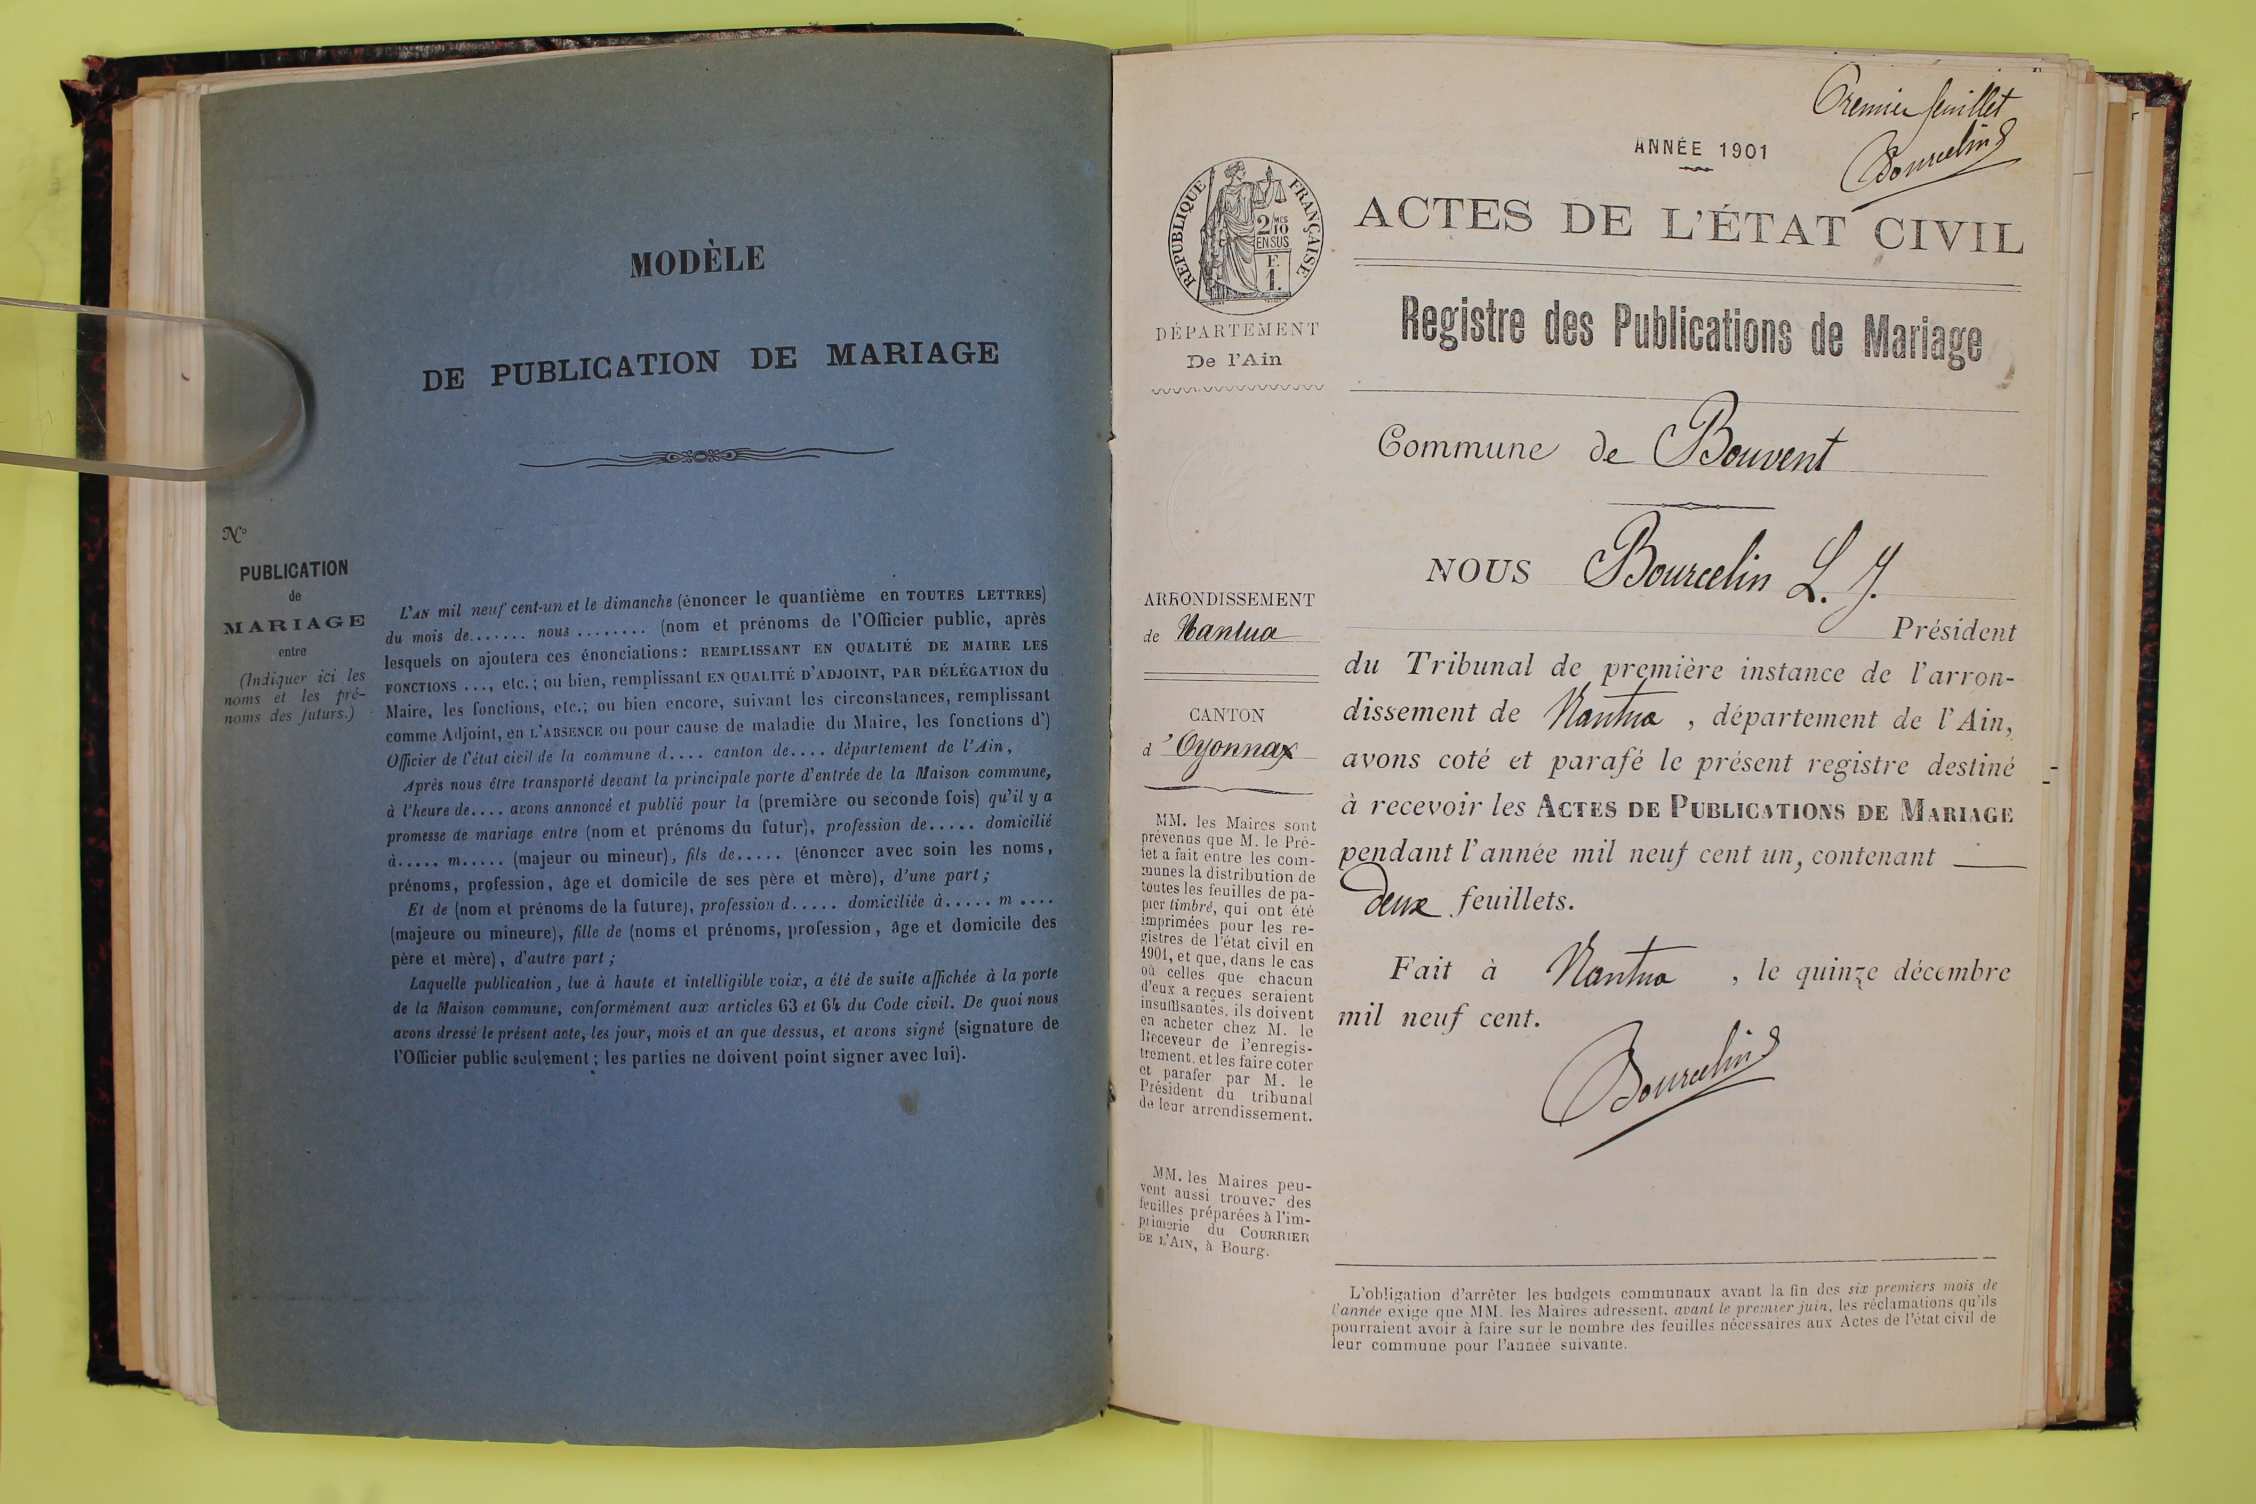 MODÈLE
DE PUBLICATION DE MARIAGE
N°
PUBLICATION
de
MARIAGE
entre
(Indiquer ici les
noms et les pré-
noms des futurs.)
L'AN mil neuf cent-un et le dimanche (énoncer le quantième en TOUTES LETTRES)
du mois de....... nous ........ (nom et prénoms de l'Officier public, après
lesquels on ajoutera ces énonciations: REMPLISSANT EN QUALITÉ DE MAIRE LES
FONCTIONS ..., etc.; ou bien, remplissant EN QUALITÉ D'ADJOINT, PAR DÉLÉGATION du
Maire, les fonctions, etc.; ou bien encore, suivant les circonstances, remplissant
comme Adjoint, en L'ABSENCE ou pour cause de maladie du Maire, les fonctions d')
Officier de l'état civil de la commune d.... canton de.... département de l'Ain,
Après nous être transporté devant la principale porte d'entrée de la Maison commune,
à l'heure de.... avons annoncé et publié pour la (première ou seconde fois) qu'il y a
promesse de mariage entre (nom et prénoms du futur), profession de..... domicilié
à..... m..... (majeur ou mineur), fils de..... (énoncer avec soin les noms,
prénoms, profession, âge et domicile de ses père et mère), d'une part;
Et de (nom et prénoms de la future), profession d..... domiciliée à..... m ....
(majeure ou mineure), fille de (noms et prénoms, profession, âge et domicile des
père et mère), d'autre part;
Laquelle publication, lue à haute et intelligible voix, a été de suite affichée à la porte
de la Maison commune, conformément aux articles 63 et 64 du Code civil. De quoi nous
avons dressé le présent acte, les jour, mois et an que dessus, et avons signé (signature de
l'Officier public seulement; les parties ne doivent point signer avec lui).
Premier feuillet
Bourcelin
ANNÉE 1901
RÉPUBLIQUE FRANÇAISE
2/10 MES
EN SUS
F.
1.
ACTES DE L'ÉTAT CIVIL
Registre des Publications de Mariage
DÉPARTEMENT
De l'Ain
Commune de Bouvent
ARRONDISSEMENT
de Nantua
CANTON
d'Oyonnax
MM. les Maires sont
prévenus que M. le Pré-
fet a fait entre les com-
munes la distribution de
toutes les feuilles de pa-
pier timbré, qui ont été
imprimées pour les re-
gistres de l'état civil en
1901, et que, dans le cas
où celles que chacun
d'eux a reçues seraient
insuffisantes, ils doivent
en acheter chez M. le
Receveur de l'enregis-
trement, et les faire coter
et parafer par M. le
Président du tribunal
de leur arrondissement.
MM. les Maires peu-
vent aussi trouver des
feuilles préparées à l'im-
primerie du COURRIER
DE L'AIN, à Bourg.
NOUS Bourcelin L. J.
Président
du Tribunal de première instance de l'arron-
dissement de Nantua, département de l'Ain,
avons coté et parafé le présent registre destiné
à recevoir les ACTES DE PUBLICATIONS DE MARIAGE
pendant l'année mil neuf cent un, contenant
deux feuillets.
Fait à Nantua, le quinze décembre
mil neuf cent.
Bourcelin
L'obligation d'arrêter les budgets communaux avant la fin des six premiers mois de
l'année exige que MM. les Maires adressent, avant le premier juin, les réclamations qu'ils
pourraient avoir à faire sur le nombre des feuilles nécessaires aux Actes de l'état civil de
leur commune pour l'année suivante.